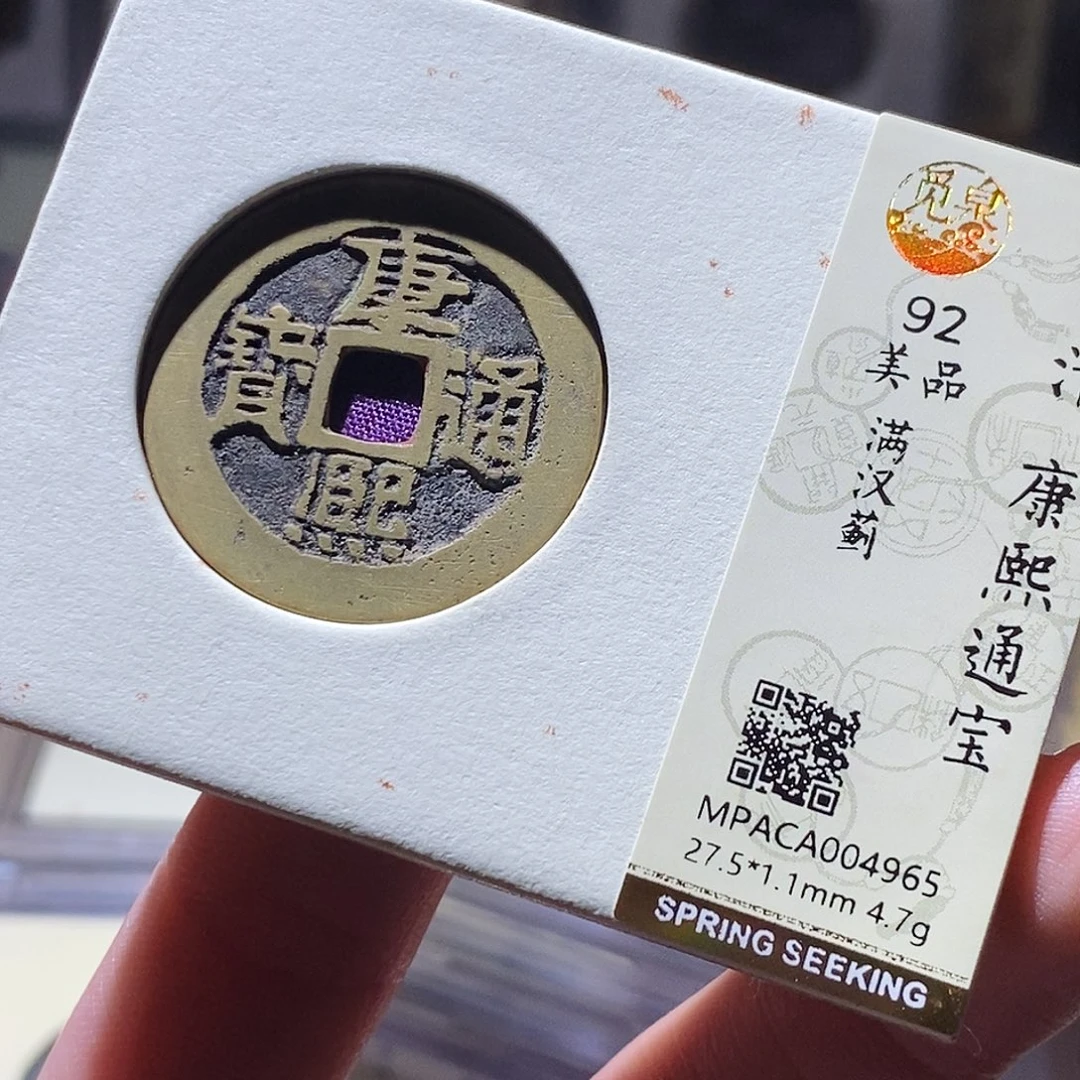 康熙通寶
觅泉
92
美品
满汉蓟
康熙通宝
MPACA004965
27.5*1.1mm 4.7g
SPRING SEEKING